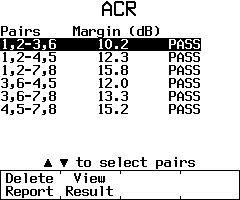 ACR
Pairs Margin (dB)
1,2-3,6 10.2 PASS
1,2-4,5 12.3 PASS
1,2-7,8 15.8 PASS
3,6-4,5 12.0 PASS
3,6-7,8 13.3 PASS
4,5-7,8 15.8 PASS
▲ ▼ to select pairs
Delete View
Report Result